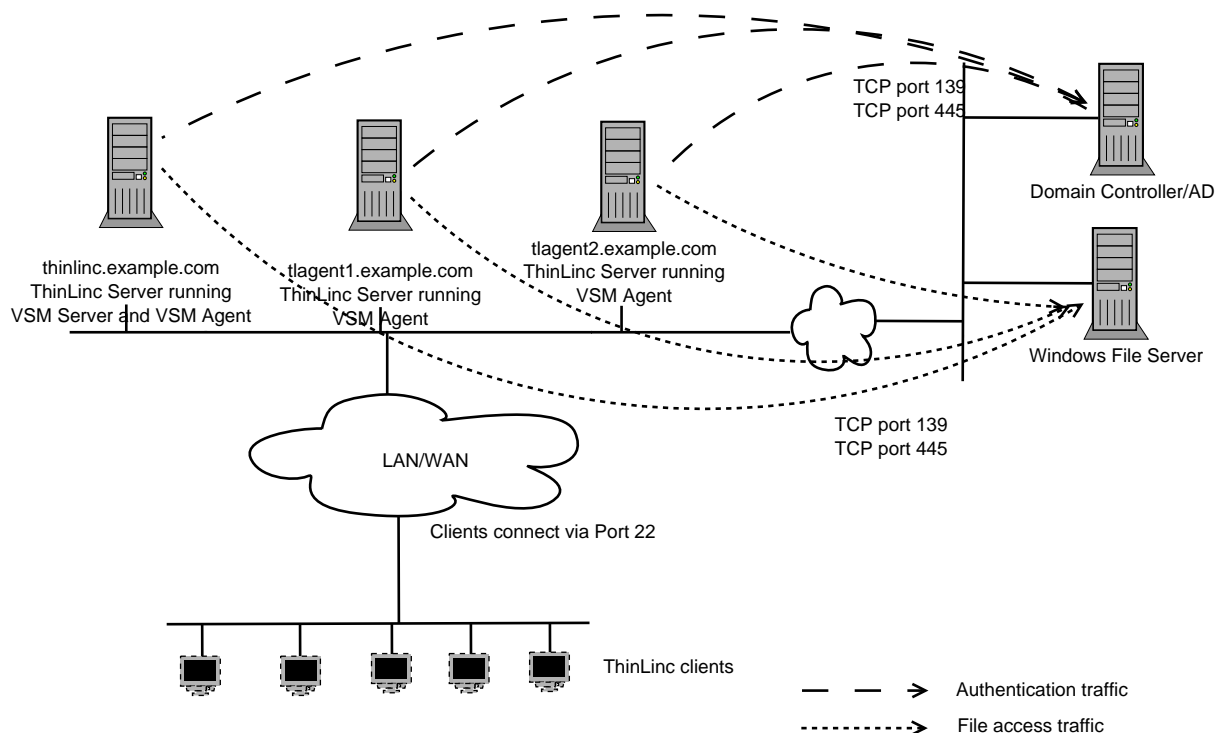 TCP port 139
TCP port 445
Domain Controller/AD
thinlinc.example.com
ThinLinc Server running
VSM Server and VSM Agent
tlagent1.example.com
ThinLinc Server running
VSM Agent
tlagent2.example.com
ThinLinc Server running
VSM Agent
Windows File Server
TCP port 139
TCP port 445
LAN/WAN
Clients connect via Port 22
ThinLinc clients
Authentication traffic
File access traffic